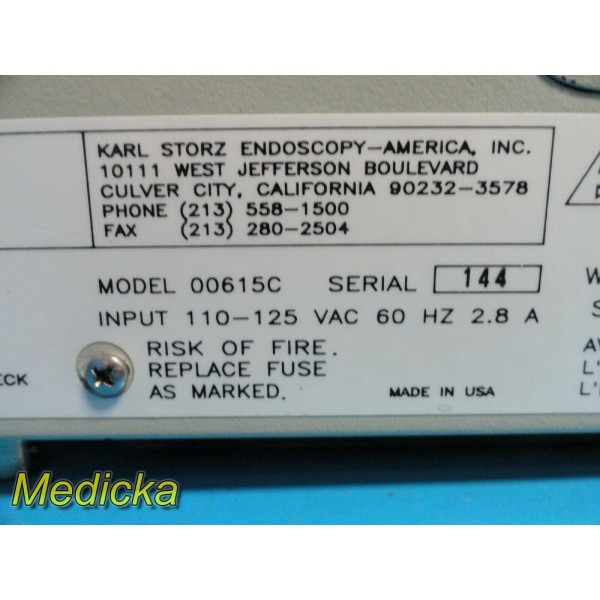 KARL STORZ ENDOSCOPY-AMERICA, INC.
10111 WEST JEFFERSON BOULEVARD
CULVER CITY, CALIFORNIA 90232-3578
PHONE (213) 558-1500
FAX (213) 280-2504
MODEL 00615C SERIAL 144
INPUT 110-125 VAC 60 HZ 2.8 A
RISK OF FIRE.
REPLACE FUSE
AS MARKED.
MADE IN USA
Medicka